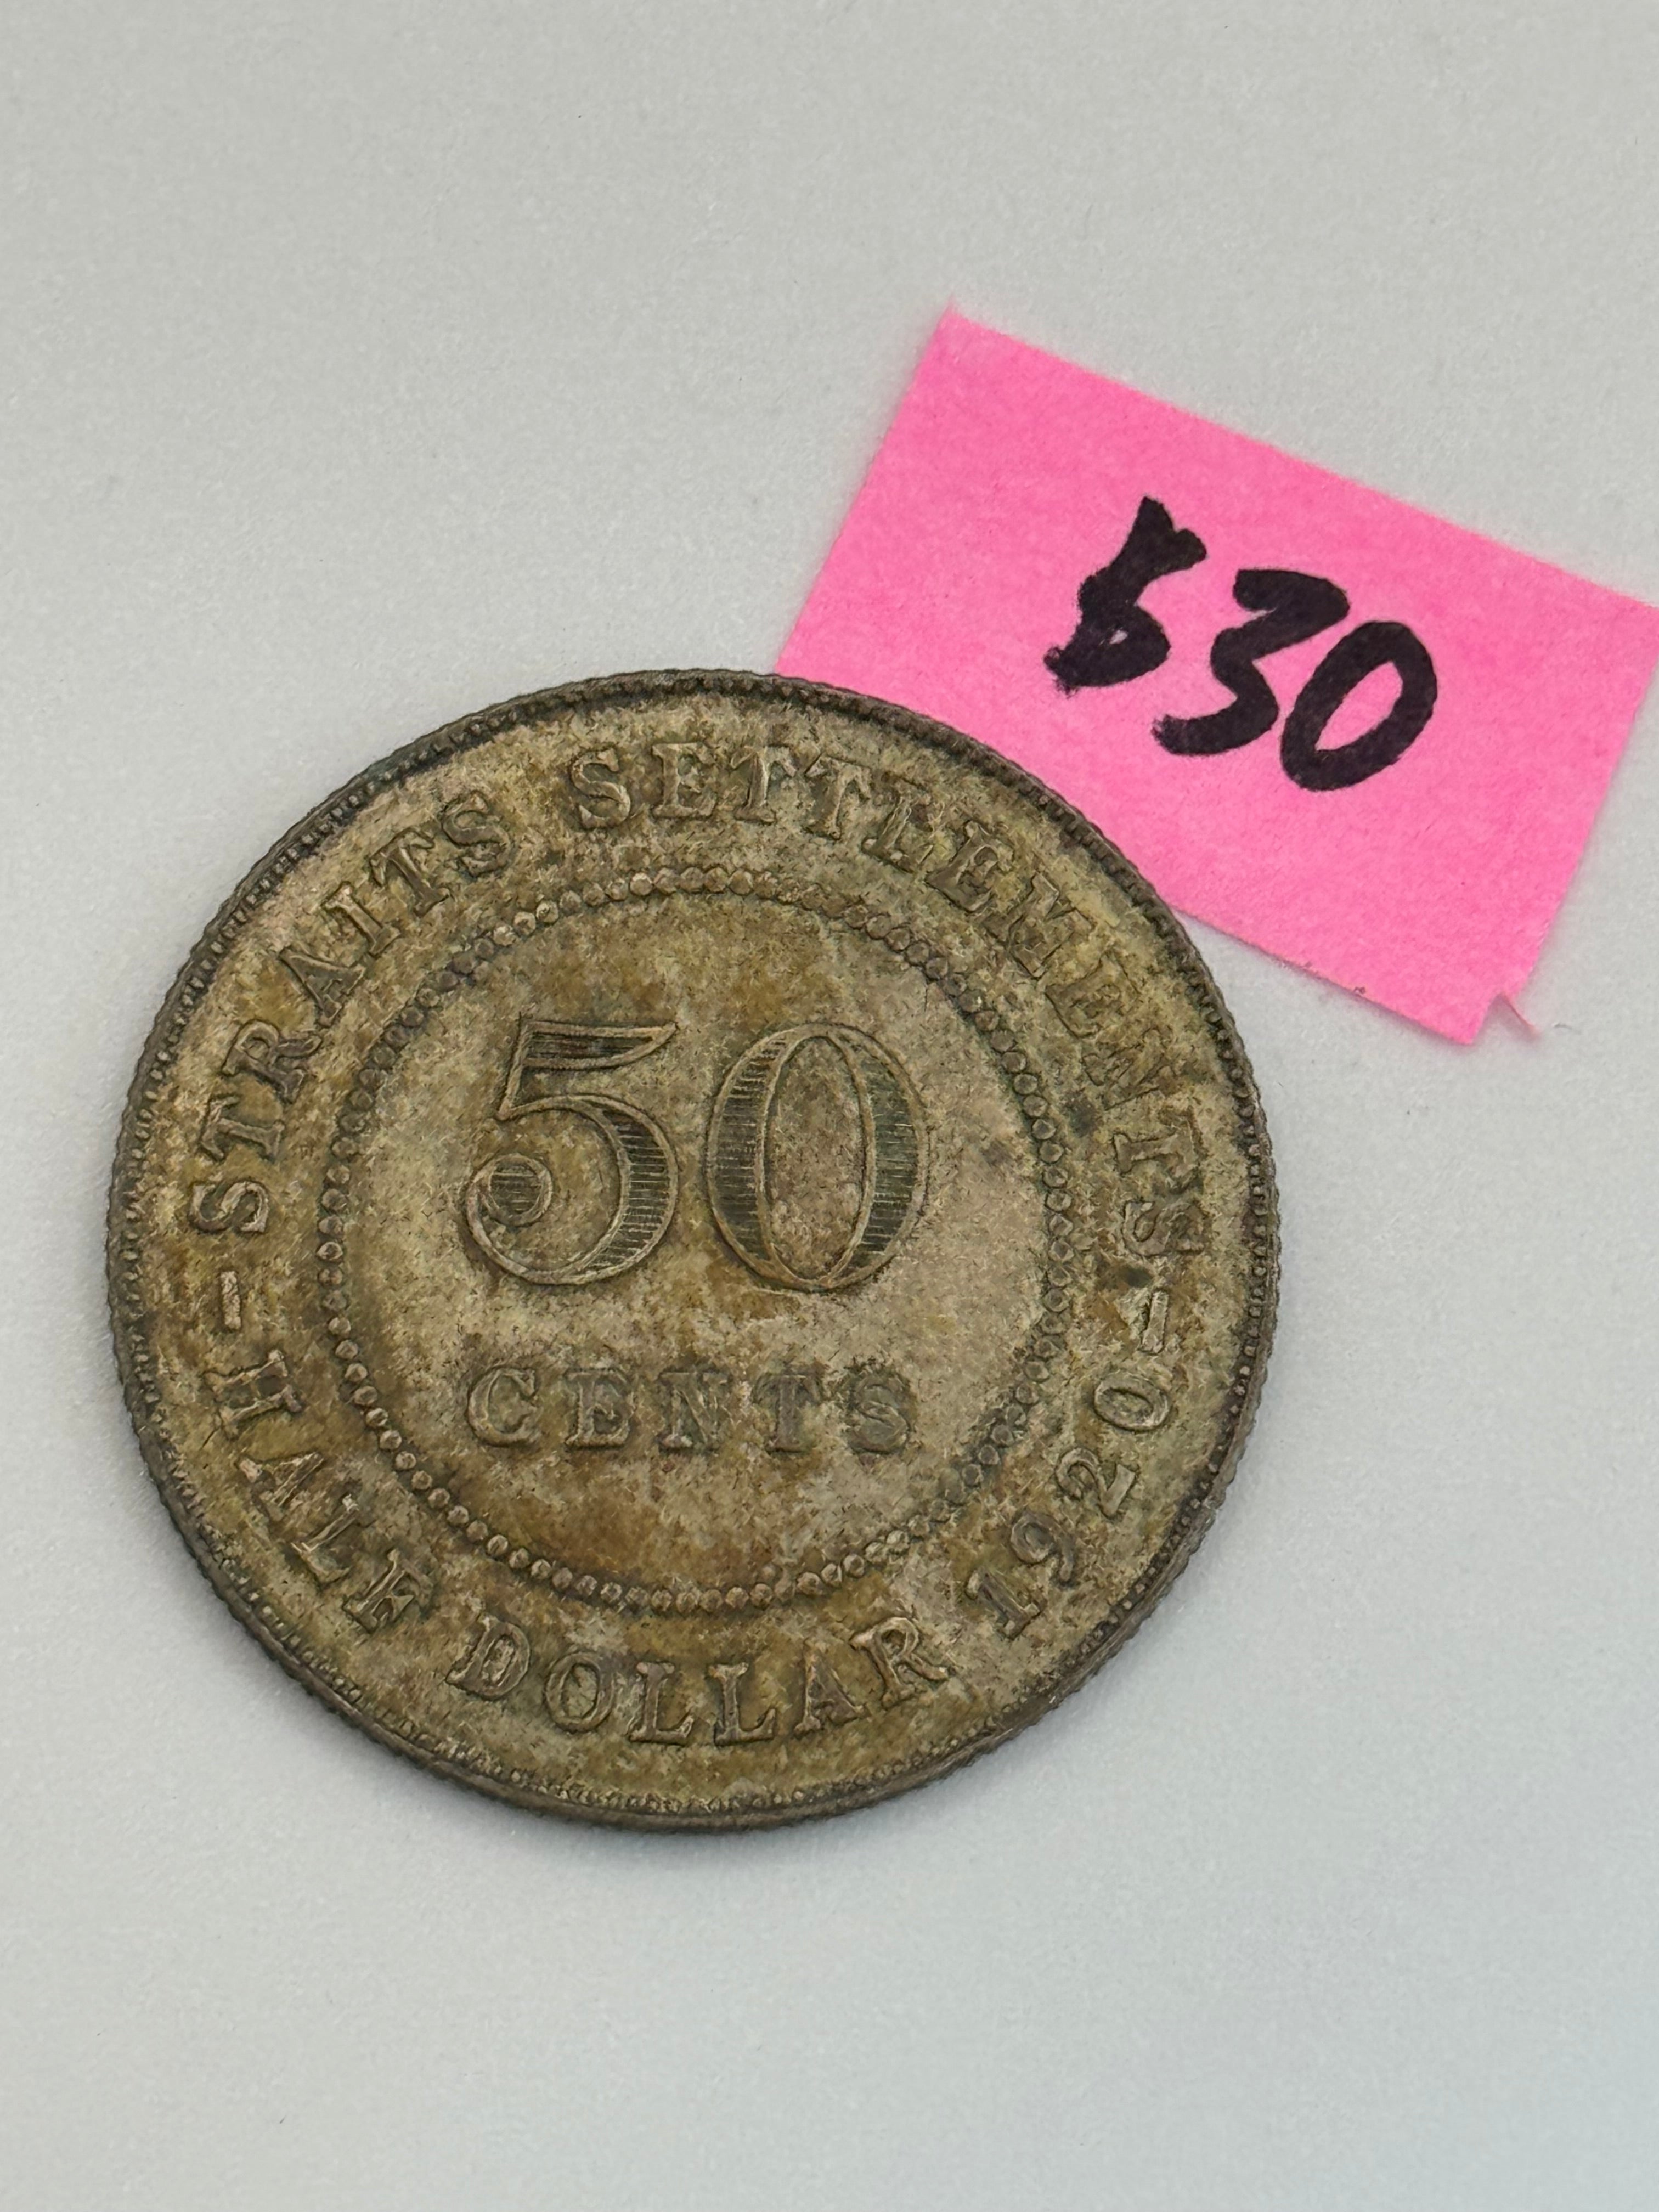 $30
STRAITS SETTLEMENTS
50
CENTS
HALF DOLLAR 1920